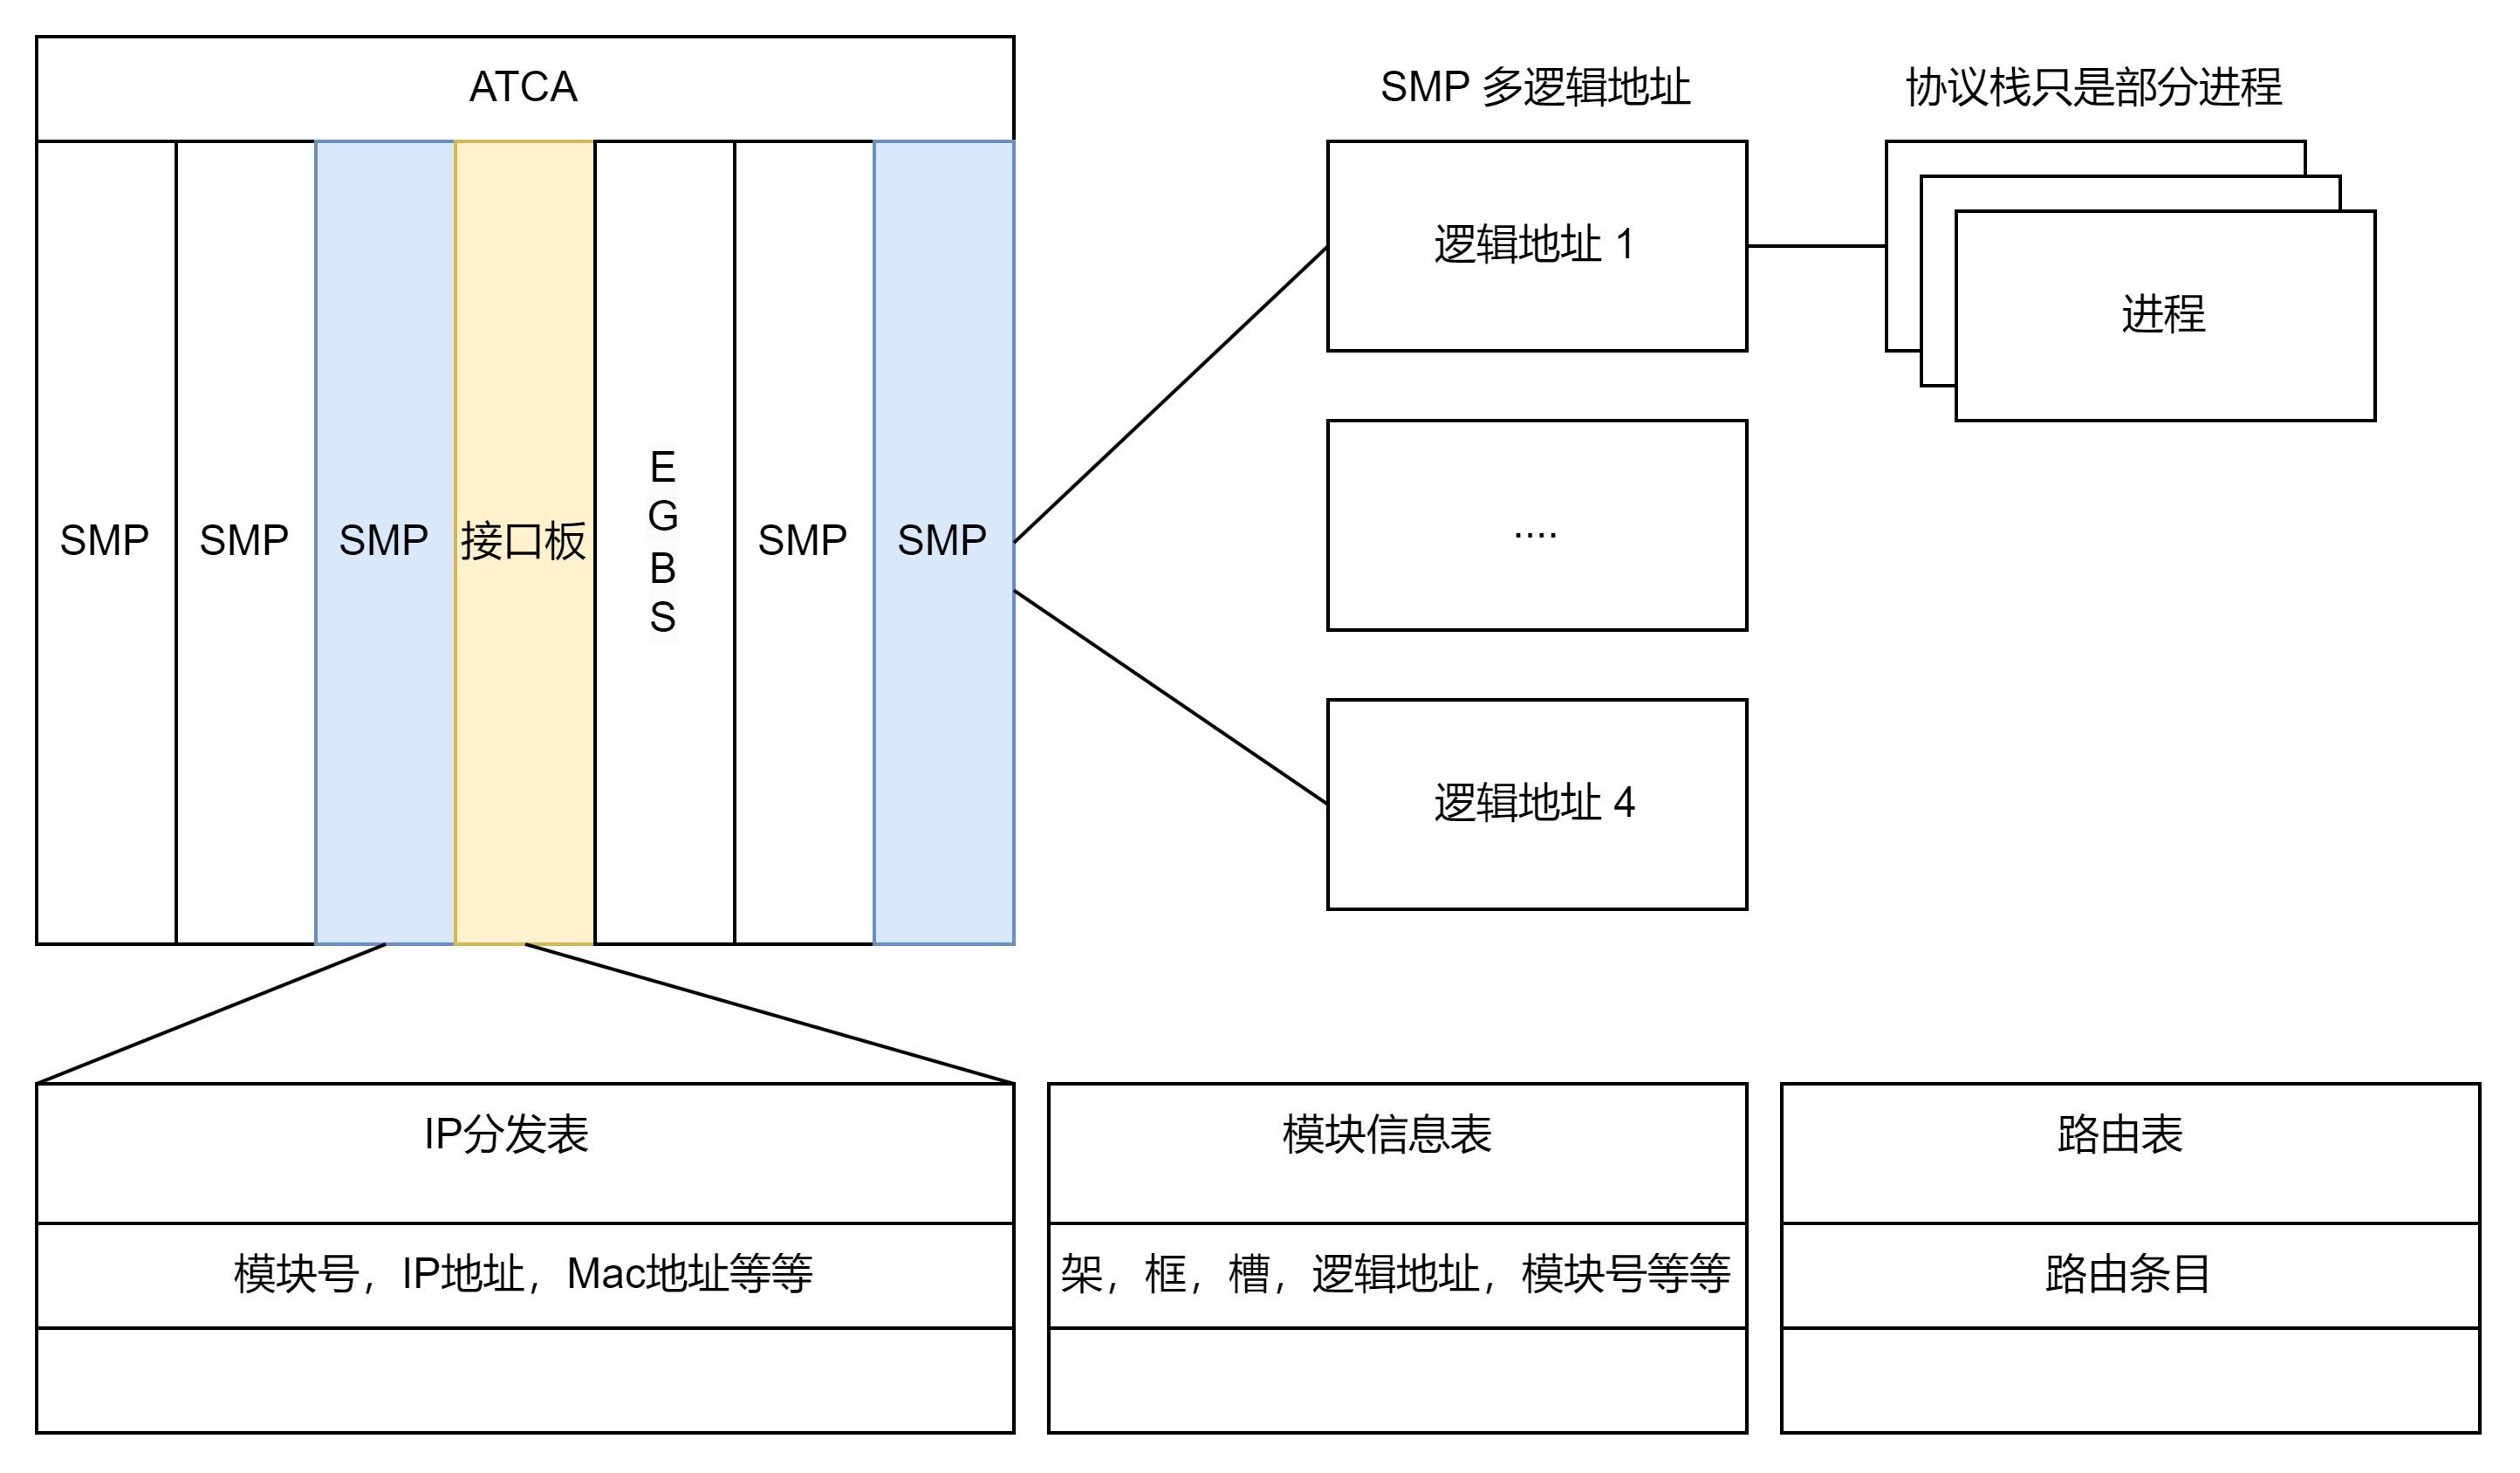 ATCA
SMP 多逻辑地址
协议栈只是部分进程
SMP
SMP
SMP
接口板
E
G
B
S
SMP
SMP
逻辑地址 1
进程
....
逻辑地址 4
IP分发表
模块信息表
路由表
模块号，IP地址，Mac地址等等
架，框，槽，逻辑地址，模块号等等
路由条目